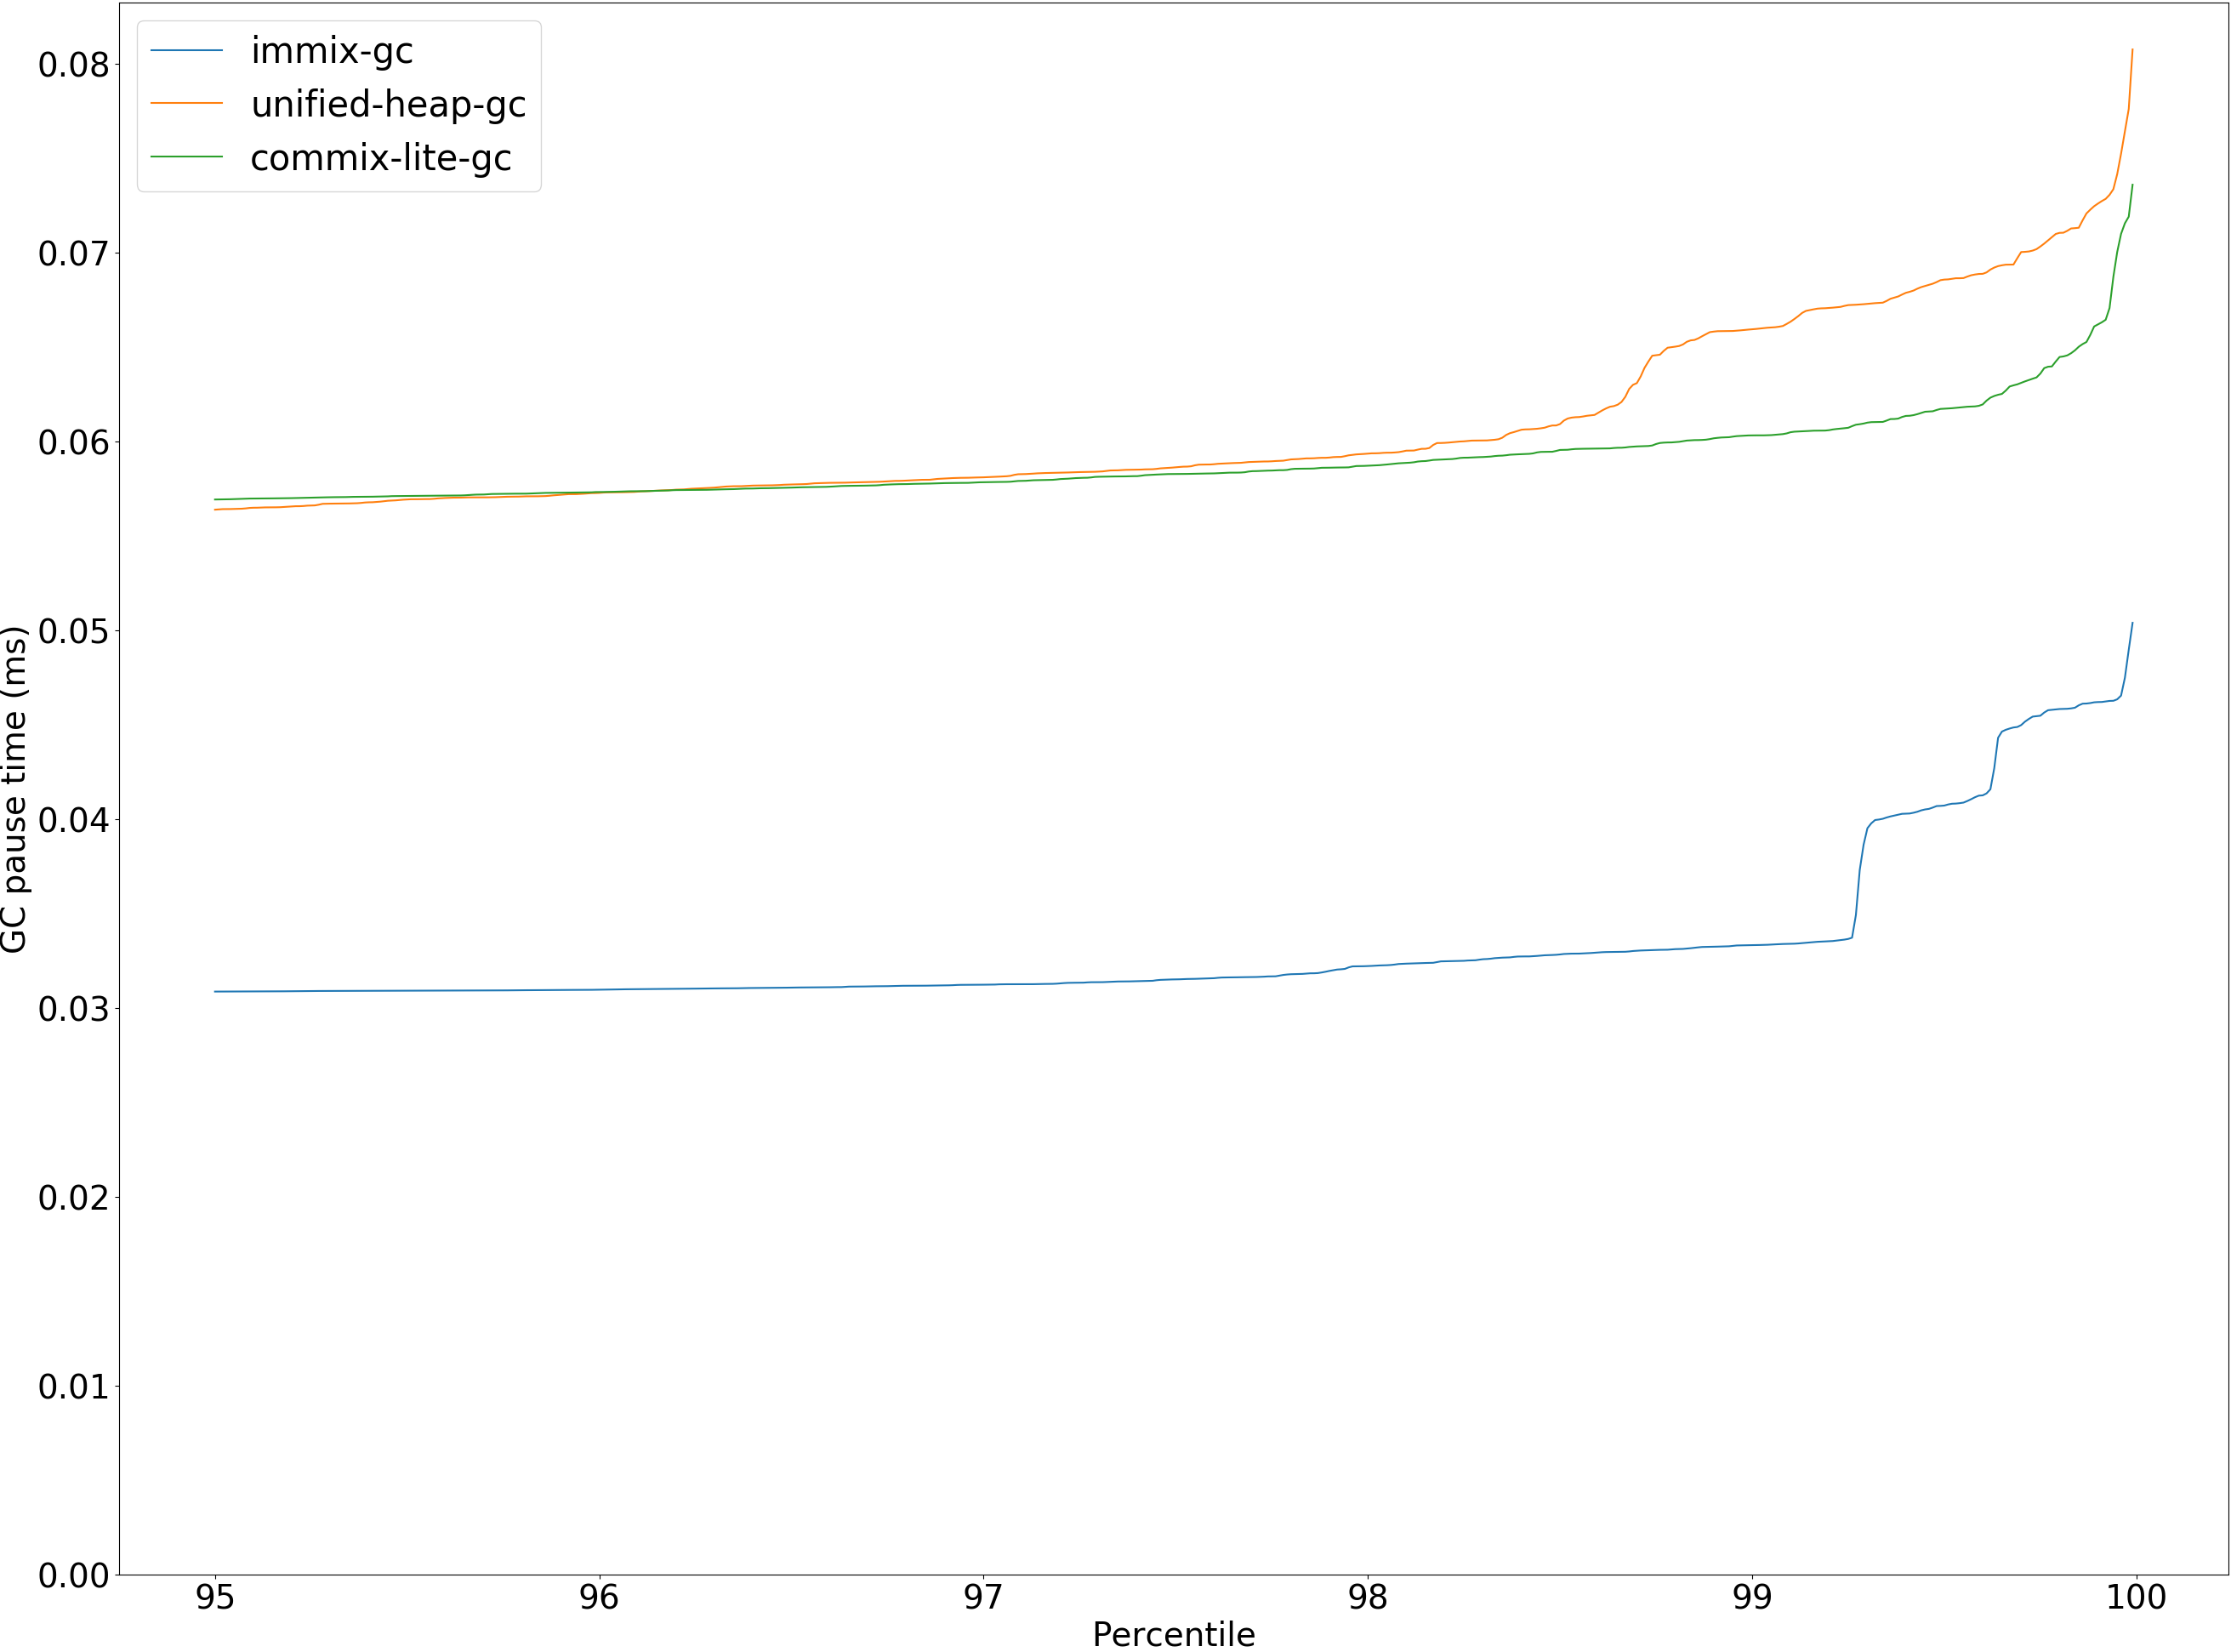 immix-gc
unified-heap-gc
commix-lite-gc
GC pause time (ms)
0.08
0.07
0.06
0.05
0.04
0.03
0.02
0.01
0.00
95 96 97 98 99 100
Percentile